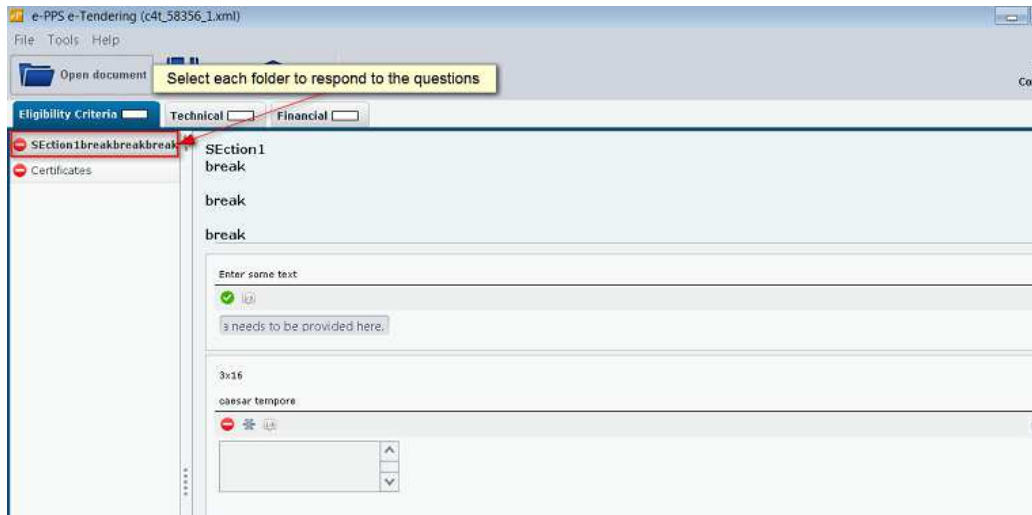 e-PPS e-Tendering (c4t_58356_1.xml)
File Tools Help
Open document
Select each folder to respond to the questions
Co
Eligibility Criteria Technical Financial
SEction1breakbreakbreak
Certificates
SEction1
break
break
break
Enter some text
a needs to be provided here.
3x16
caesar tempore